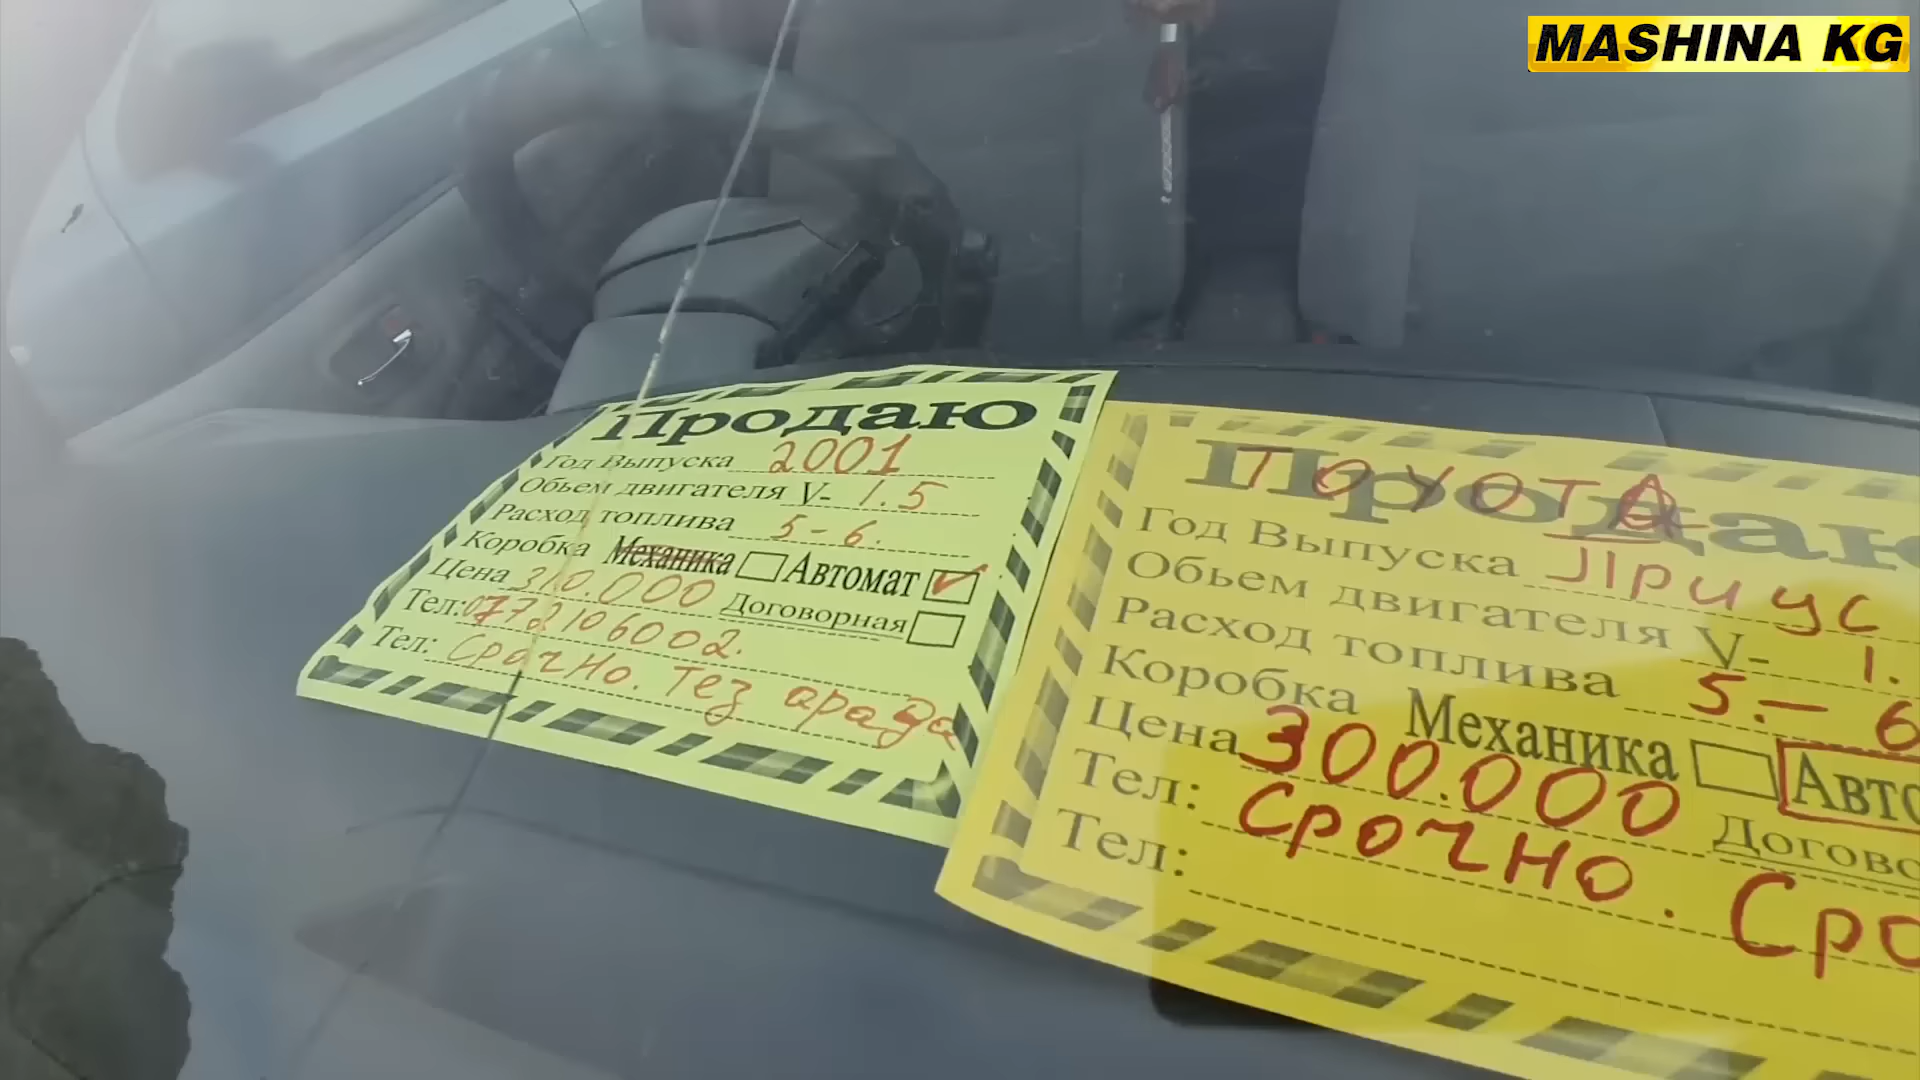 MASHINA KG
Продаю
Год Выпуска 2001
Обьем двигателя V- 1.5
Расход топлива 5-6.
Коробка Механика Автомат ✓
Цена 310.000 Договорная
Тел: 0772106002.
Тел: Срочно. Тез арада
Продаю
TOYOTA
Год Выпуска Приус
Обьем двигателя V- 1.
Расход топлива 5.-6
Коробка Механика Авто
Цена 300.000 Догово
Тел: Срочно. Сро
Тел: